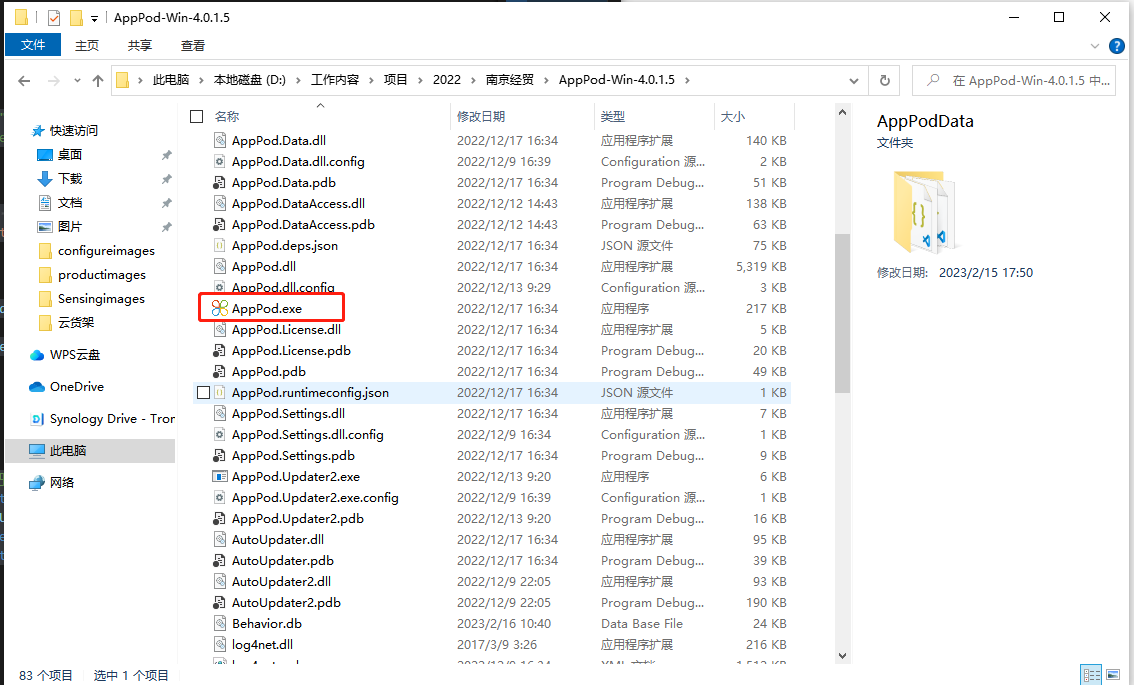 AppPod-Win-4.0.1.5
文件 主页 共享 查看
此电脑 本地磁盘 (D:) 工作内容 项目 2022 南京经贸 AppPod-Win-4.0.1.5
在 AppPod-Win-4.0.1.5 中...
快速访问
桌面
下载
文档
图片
configureimages
productimages
Sensingimages
云货架
WPS云盘
OneDrive
Synology Drive - Tror
此电脑
网络
名称 修改日期 类型 大小
AppPod.Data.dll 2022/12/17 16:34 应用程序扩展 140 KB
AppPod.Data.dll.config 2022/12/9 16:39 Configuration 源... 2 KB
AppPod.Data.pdb 2022/12/17 16:34 Program Debug... 51 KB
AppPod.DataAccess.dll 2022/12/12 14:43 应用程序扩展 138 KB
AppPod.DataAccess.pdb 2022/12/12 14:43 Program Debug... 63 KB
AppPod.deps.json 2022/12/17 16:34 JSON 源文件 75 KB
AppPod.dll 2022/12/17 16:34 应用程序扩展 5,319 KB
AppPod.dll.config 2022/12/13 9:29 Configuration 源... 3 KB
AppPod.exe 2022/12/17 16:34 应用程序 217 KB
AppPod.License.dll 2022/12/17 16:34 应用程序扩展 5 KB
AppPod.License.pdb 2022/12/17 16:34 Program Debug... 20 KB
AppPod.pdb 2022/12/17 16:34 Program Debug... 49 KB
AppPod.runtimeconfig.json 2022/12/17 16:34 JSON 源文件 1 KB
AppPod.Settings.dll 2022/12/17 16:34 应用程序扩展 7 KB
AppPod.Settings.dll.config 2022/12/9 16:34 Configuration 源... 1 KB
AppPod.Settings.pdb 2022/12/17 16:34 Program Debug... 9 KB
AppPod.Updater2.exe 2022/12/13 9:20 应用程序 6 KB
AppPod.Updater2.exe.config 2022/12/9 16:39 Configuration 源... 1 KB
AppPod.Updater2.pdb 2022/12/13 9:20 Program Debug... 16 KB
AutoUpdater.dll 2022/12/17 16:34 应用程序扩展 95 KB
AutoUpdater.pdb 2022/12/17 16:34 Program Debug... 39 KB
AutoUpdater2.dll 2022/12/9 22:05 应用程序扩展 93 KB
AutoUpdater2.pdb 2022/12/9 22:05 Program Debug... 190 KB
Behavior.db 2023/2/16 10:40 Data Base File 24 KB
log4net.dll 2017/3/9 3:26 应用程序扩展 216 KB
AppPodData
文件夹
修改日期: 2023/2/15 17:50
83 个项目 选中 1 个项目